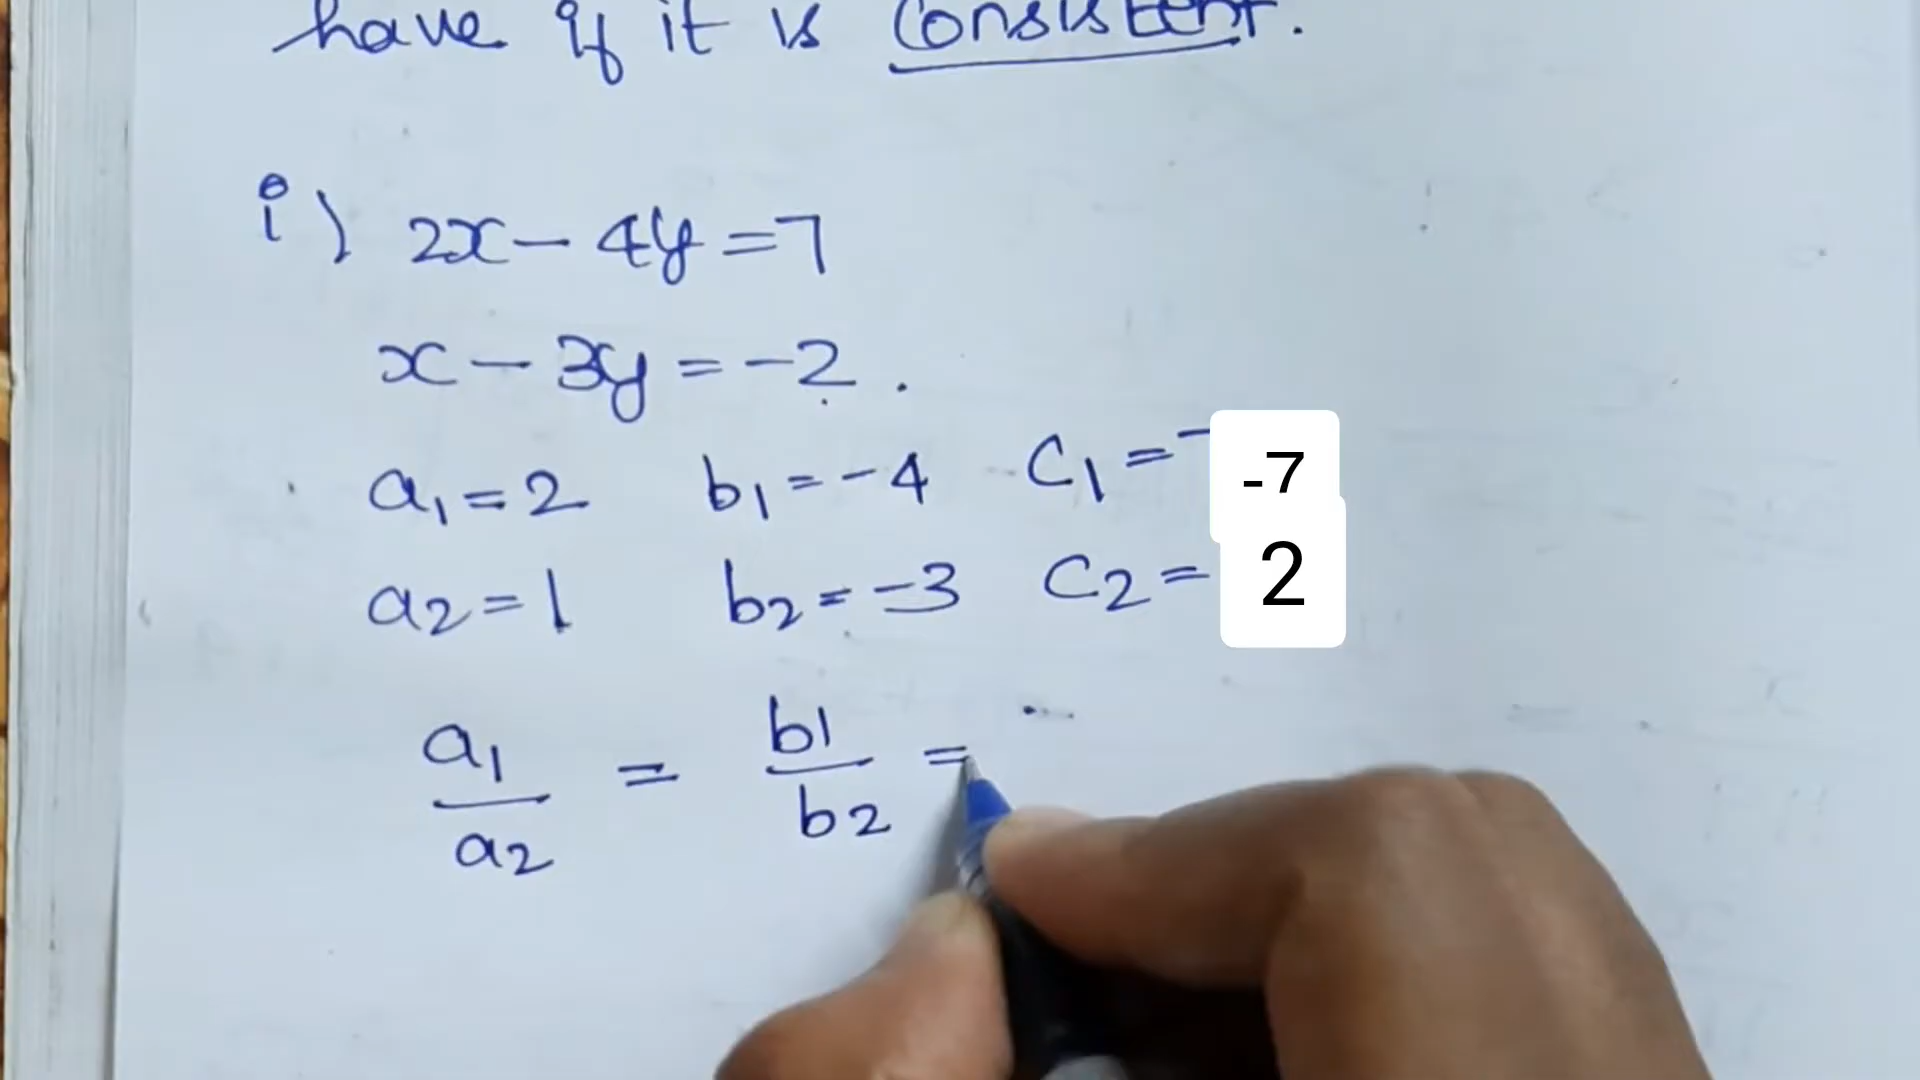 have if it is Consistent.
i) 2x - 4y = 7
x - 3y = -2.
a1 = 2 b1 = -4 C1 = -7
a2 = 1 b2 = -3 C2 = 2
a1/a2 = b1/b2 =